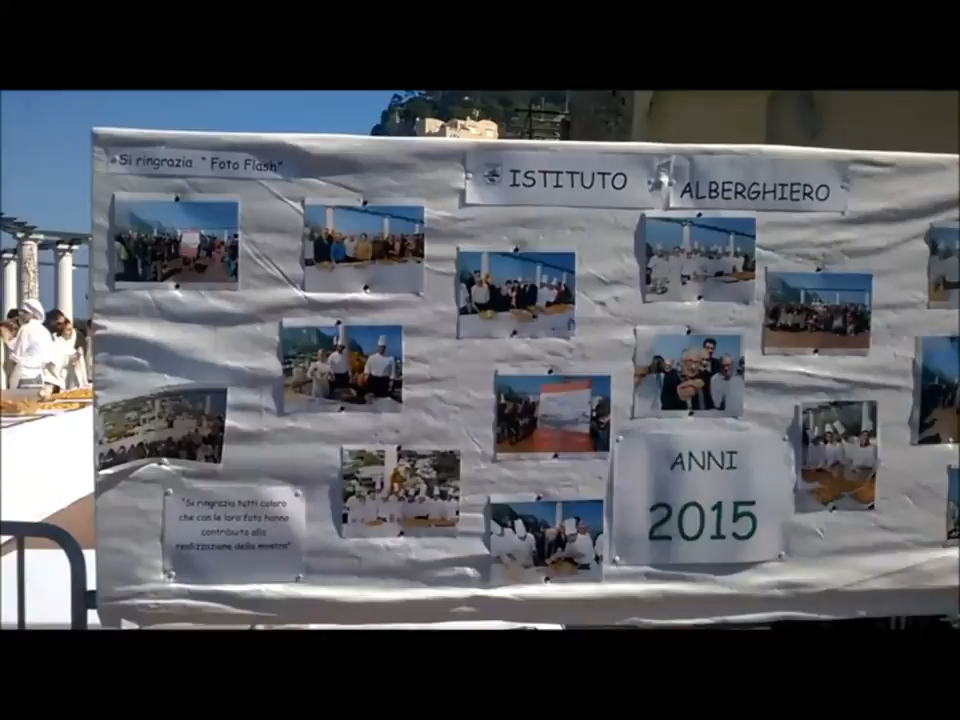 Si ringrazia " Foto Flash"
ISTITUTO ALBERGHIERO
ANNI
2015
"Si ringrazia tutti coloro
che con le loro foto hanno
contribuito alla
realizzazione della mostra"